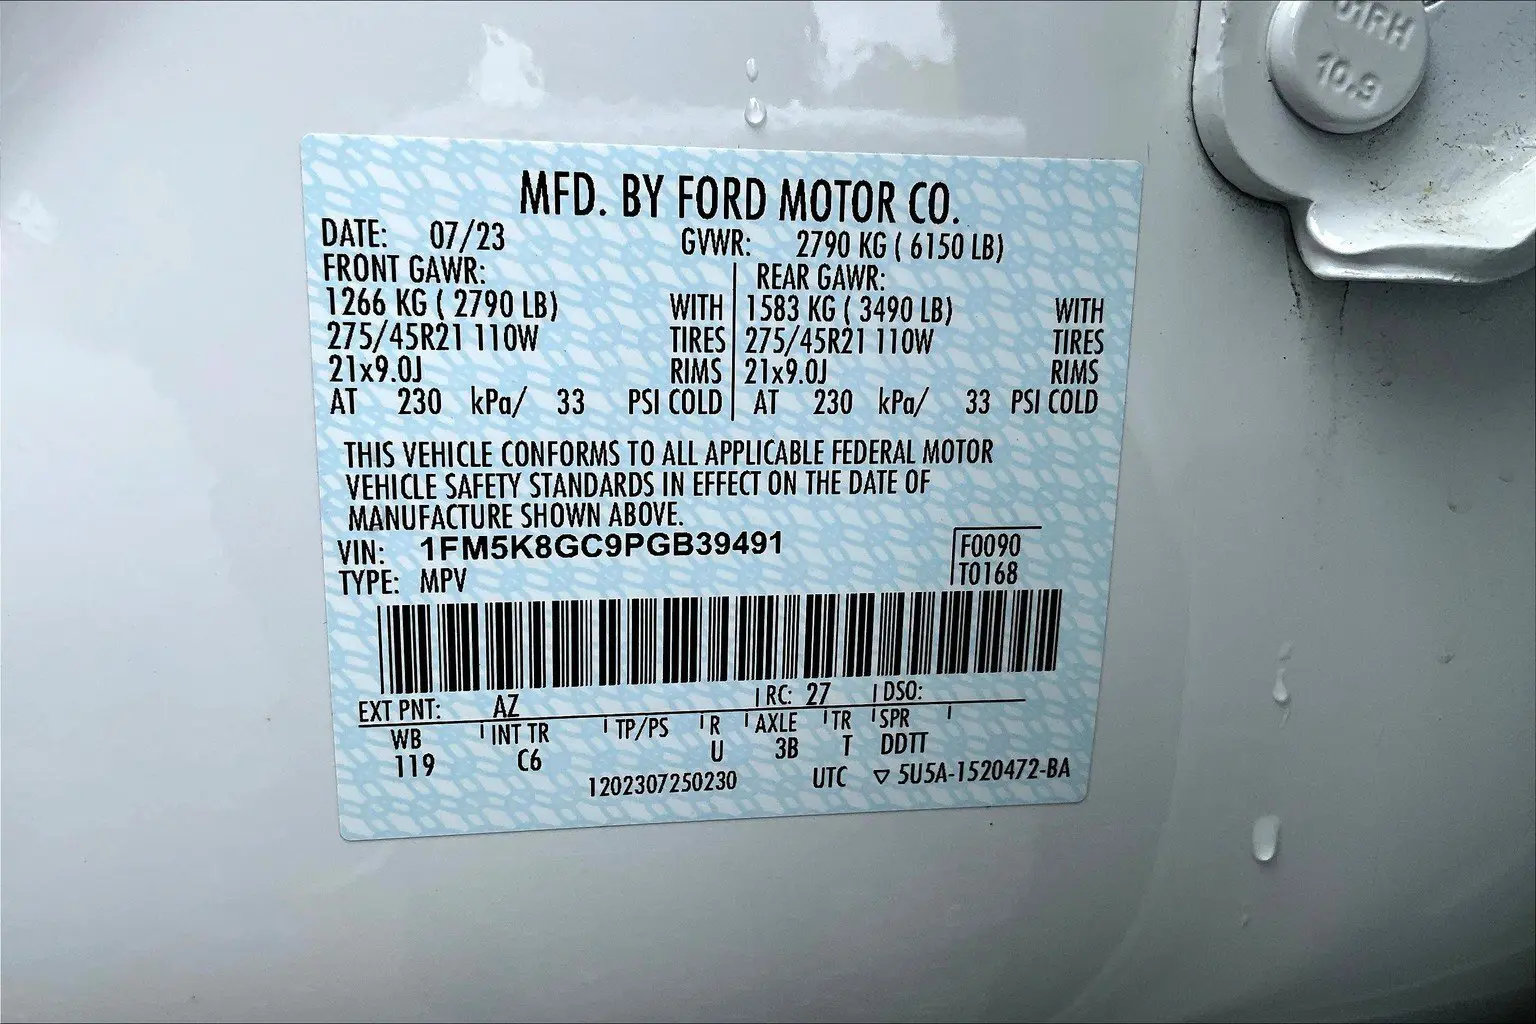 01RH
10.9
MFD. BY FORD MOTOR CO.
DATE: 07/23 GVWR: 2790 KG ( 6150 LB)
FRONT GAWR: REAR GAWR:
1266 KG ( 2790 LB) WITH 1583 KG ( 3490 LB) WITH
275/45R21 110W TIRES 275/45R21 110W TIRES
21x9.0J RIMS 21x9.0J RIMS
AT 230 kPa/ 33 PSI COLD AT 230 kPa/ 33 PSI COLD
THIS VEHICLE CONFORMS TO ALL APPLICABLE FEDERAL MOTOR
VEHICLE SAFETY STANDARDS IN EFFECT ON THE DATE OF
MANUFACTURE SHOWN ABOVE.
VIN: 1FM5K8GC9PGB39491 F0090
TYPE: MPV T0168
EXT PNT: AZ RC: 27 DSO:
WB INT TR TP/PS R AXLE TR SPR
119 C6 U 3B T DDTT
1202307250230 UTC ▽ 5U5A-1520472-BA